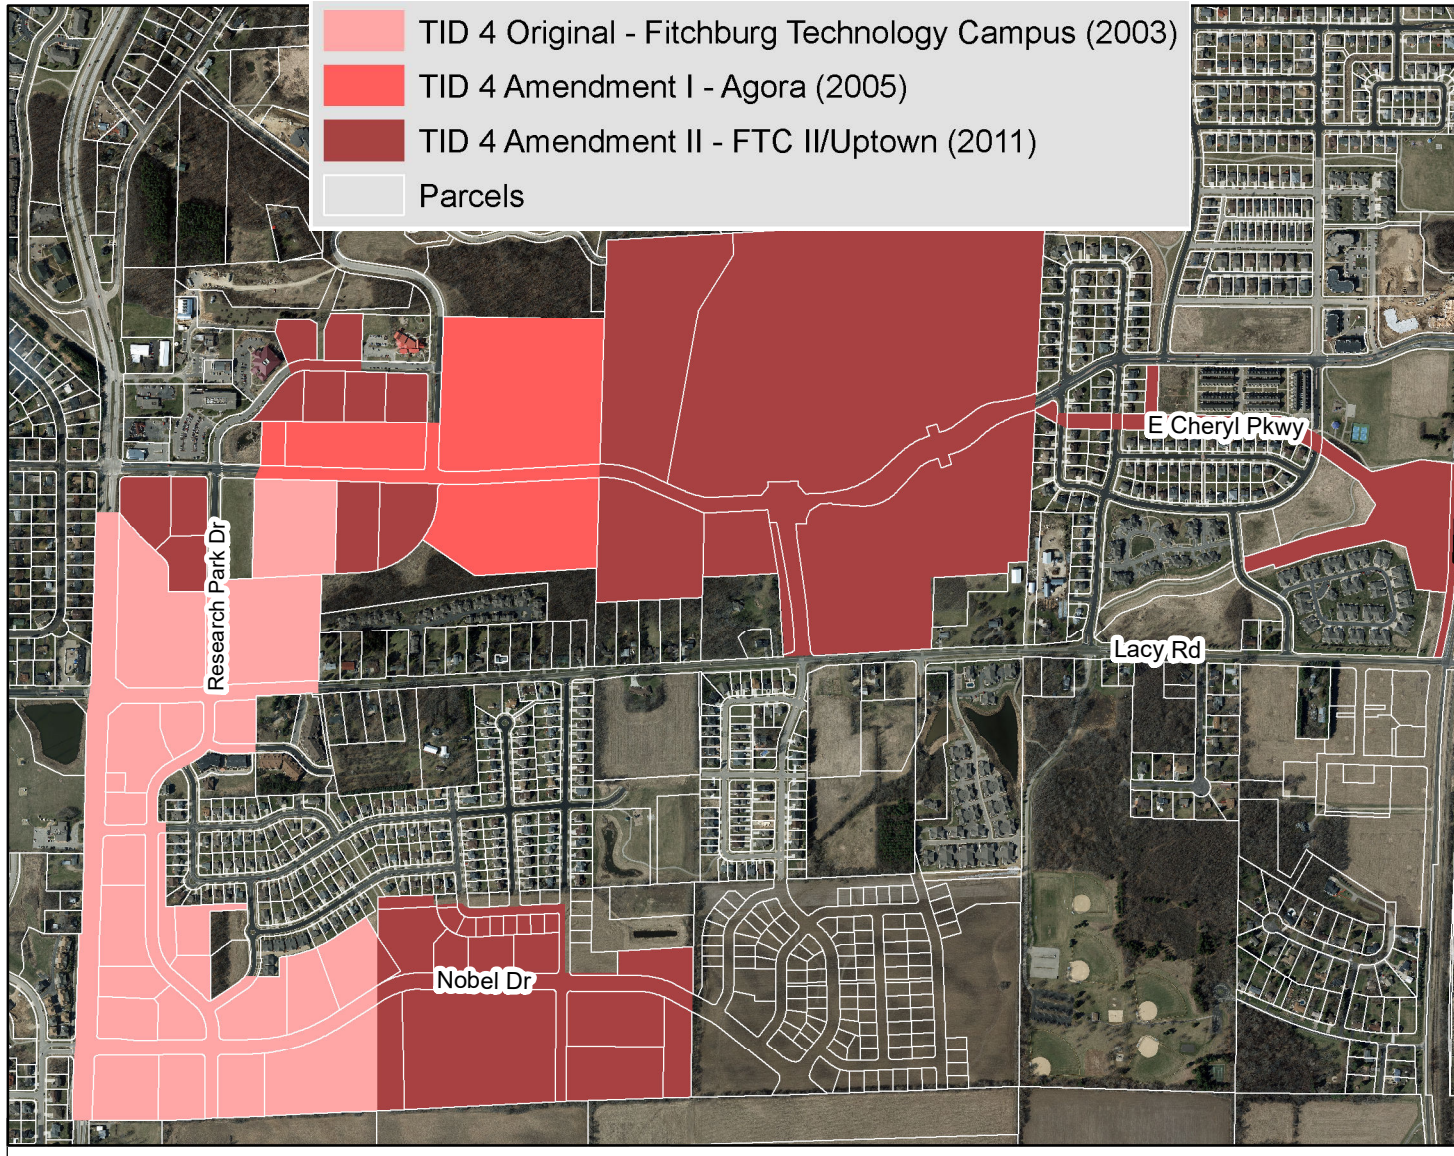 TID 4 Original - Fitchburg Technology Campus (2003)
TID 4 Amendment I - Agora (2005)
TID 4 Amendment II - FTC II/Uptown (2011)
Parcels
E Cheryl Pkwy
Research Park Dr
Lacy Rd
Nobel Dr